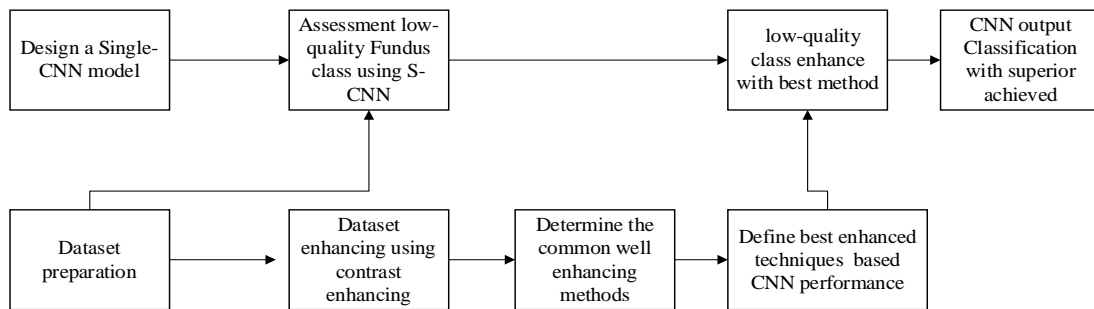 Design a Single-
CNN model
Assessment low-
quality Fundus
class using S-
CNN
low-quality
class enhance
with best method
CNN output
Classification
with superior
achieved
Dataset
preparation
Dataset
enhancing using
contrast
enhancing
Determine the
common well
enhancing
methods
Define best enhanced
techniques based
CNN performance